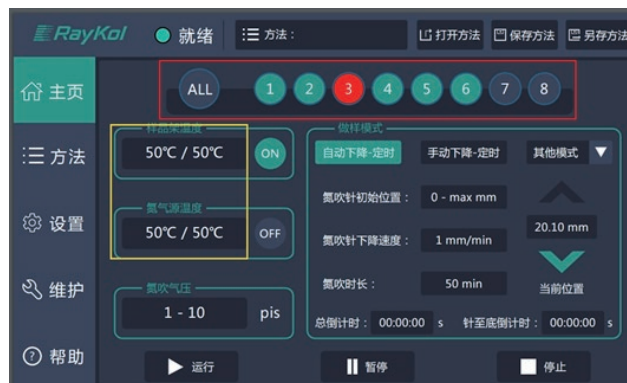 RayKol 就绪 方法： 打开方法 保存方法 另存方法
主页 ALL 1 2 3 4 5 6 7 8
样品架温度 做样模式
50℃ / 50℃ ON 自动下降-定时 手动下降-定时 其他模式
方法
氮吹针初始位置： 0 - max mm
氮气源温度
设置 50℃ / 50℃ OFF 20.10 mm
氮吹针下降速度： 1 mm/min
维护 氮吹气压 氮吹时长： 50 min 当前位置
1 - 10 pis
总倒计时： 00:00:00 s 针至底倒计时： 00:00:00 s
帮助 运行 暂停 停止